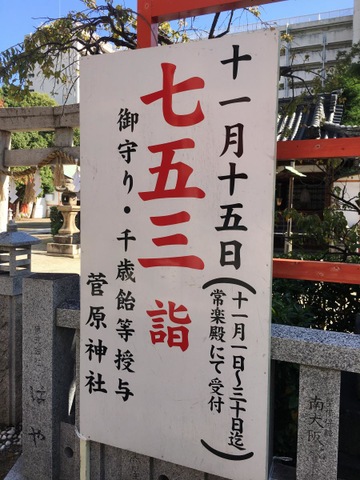 十一月十五日
(十一月一日～三十日迄
常楽殿にて受付)
七五三詣
御守り・千歳飴等授与
菅原神社
南大阪